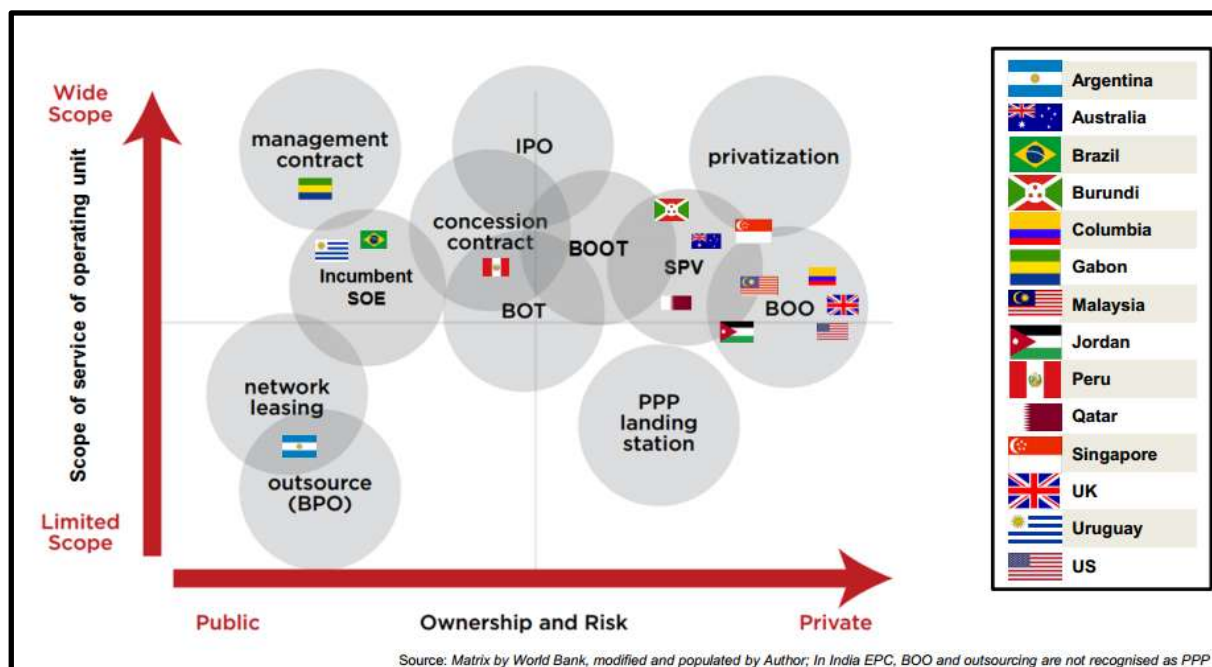 Wide
Scope
Scope of service of operating unit
Limited
Scope
management
contract
IPO
privatization
concession
contract
BOOT
SPV
Incumbent
SOE
BOT
BOO
network
leasing
PPP
landing
station
outsource
(BPO)
Public
Ownership and Risk
Private
Argentina
Australia
Brazil
Burundi
Columbia
Gabon
Malaysia
Jordan
Peru
Qatar
Singapore
UK
Uruguay
US
Source: Matrix by World Bank, modified and populated by Author; In India EPC, BOO and outsourcing are not recognised as PPP